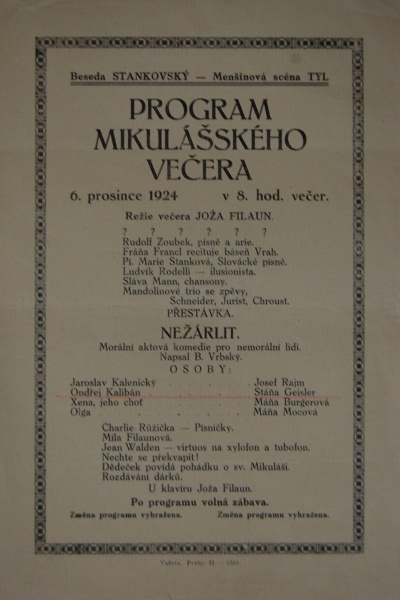 Beseda STANKOVSKÝ — Menšinová scéna TYL
PROGRAM
MIKULÁŠSKÉHO
VEČERA
6. prosince 1924 v 8. hod. večer.
Režie večera JOŽA FILAUN.
? ? ? ? ? ?
Rudolf Zoubek, písně a arie.
Fráňa Francl recituje báseň Vrah.
Pí. Marie Stanková, Slovácké písně.
Ludvík Rodelli — ilusionista.
Sláva Mann, chansony.
Mandolinové trio se zpěvy,
Schneider, Jurist, Chroust.
PŘESTÁVKA.
NEŽÁRLIT.
Morální aktová komedie pro nemorální lidi.
Napsal B. Vrbský.
OSOBY:
Jaroslav Kalenický . . . . . . . Josef Rajm
Ondřej Kalibán . . . . . . . Stáňa Geisler
Xena, jeho choť . . . . . . . Máňa Burgerová
Olga . . . . . . . Máňa Mocová
Charlie Růžička — Písničky.
Míla Filaunová.
Jean Walden — virtuos na xylofon a tubofon.
Nechte se překvapit!
Dědeček povídá pohádku o sv. Mikuláši.
Rozdávání dárků.
U klavíru Joža Filaun.
Po programu volná zábava.
Změna programu vyhražena. Změna programu vyhražena.